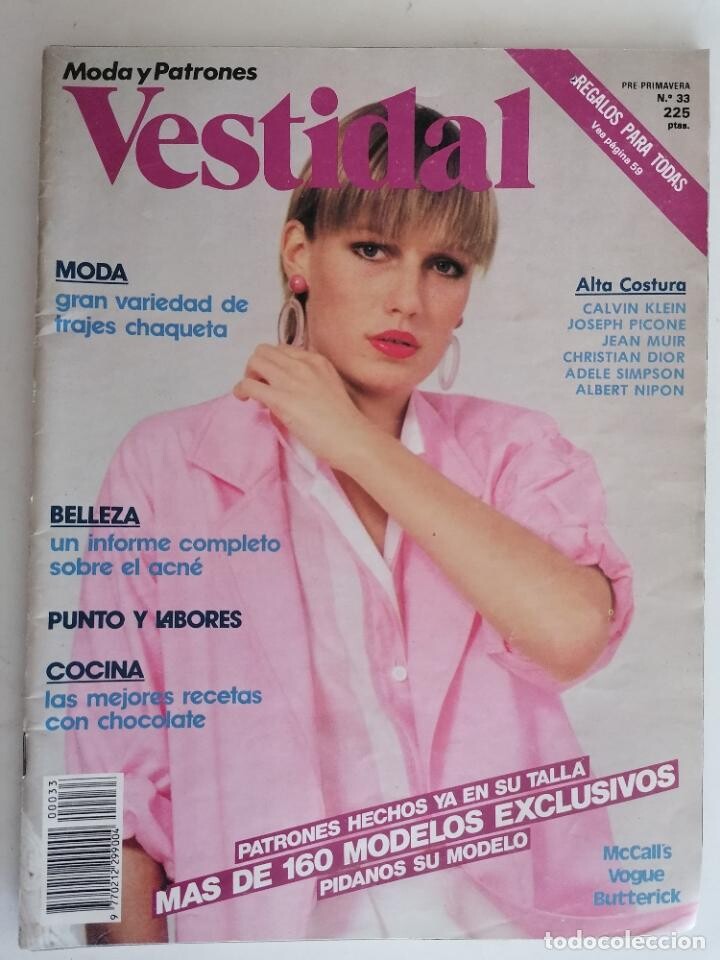 Moda y Patrones
Vestidal
PRE-PRIMAVERA
N.º 33
225
ptas.
¡REGALOS PARA TODAS
Vea página 59
MODA
gran variedad de
trajes chaqueta
Alta Costura
CALVIN KLEIN
JOSEPH PICONE
JEAN MUIR
CHRISTIAN DIOR
ADELE SIMPSON
ALBERT NIPON
BELLEZA
un informe completo
sobre el acné
PUNTO Y LABORES
COCINA
las mejores recetas
con chocolate
PATRONES HECHOS YA EN SU TALLA
MAS DE 160 MODELOS EXCLUSIVOS
PIDANOS SU MODELO
McCall's
Vogue
Butterick
00033
9 770212 299004
todocoleccion